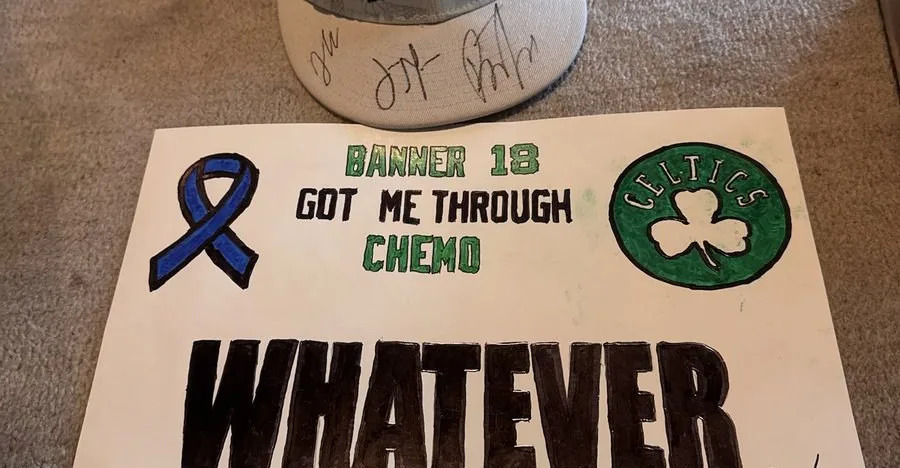 BANNER 18
GOT ME THROUGH
CHEMO
CELTICS
WHATEVER